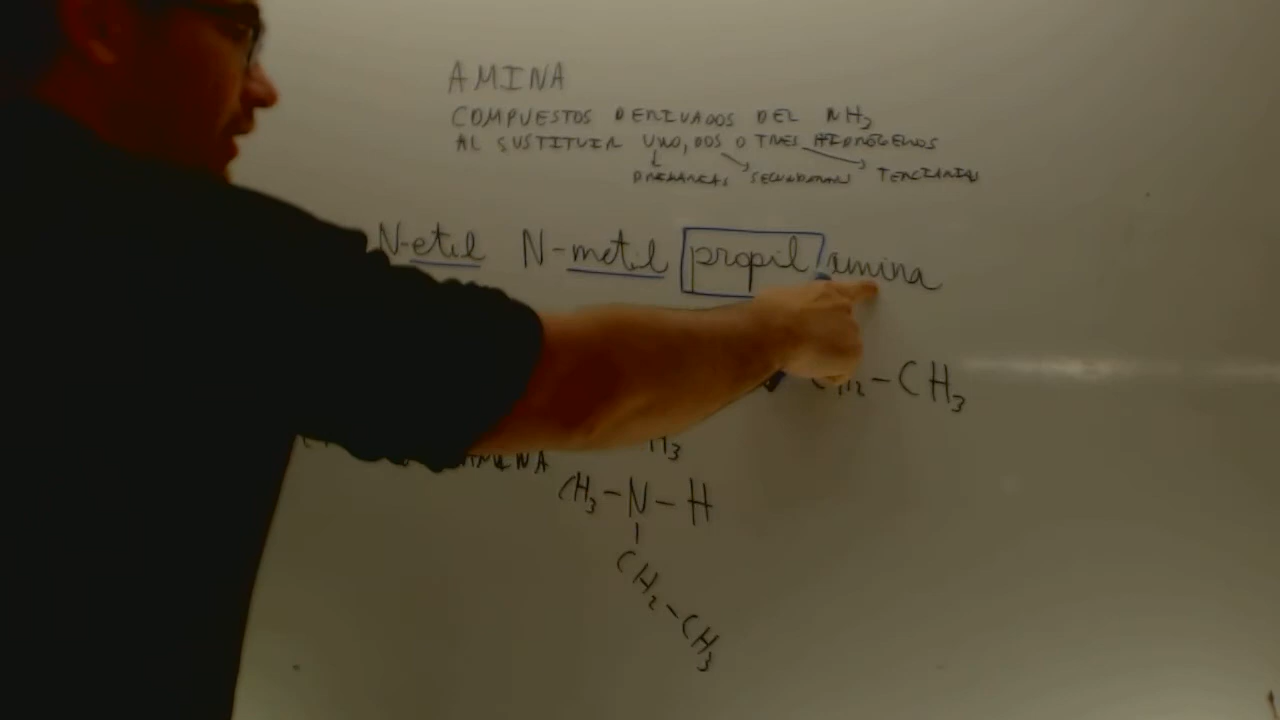 AMINA
COMPUESTOS DERIVADOS DEL NH3
AL SUSTITUIR UNO, DOS O TRES HIDRÓGENOS
PRIMARIAS SECUNDARIAS TERCIARIAS
N-etil N-metil propil amina
CH2-CH3
H3
CH3-N-H
CH2-CH3